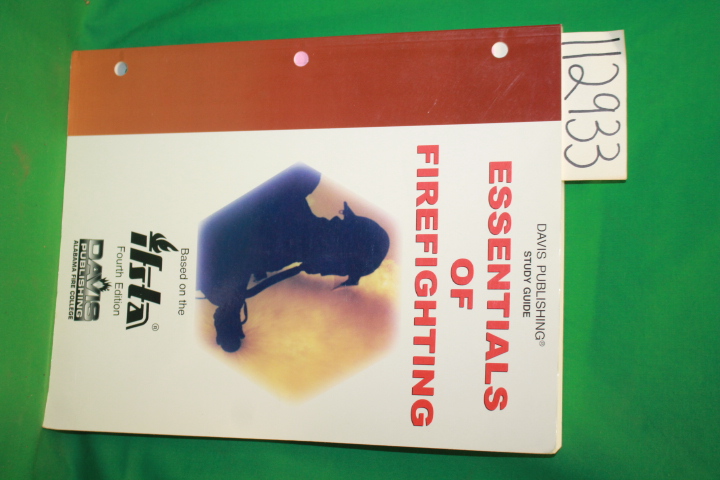 DAVIS PUBLISHING®
STUDY GUIDE
ESSENTIALS
OF
FIREFIGHTING
Based on the
ifsta®
Fourth Edition
DAVIS
PUBLISHING
ALABAMA FIRE COLLEGE
112933